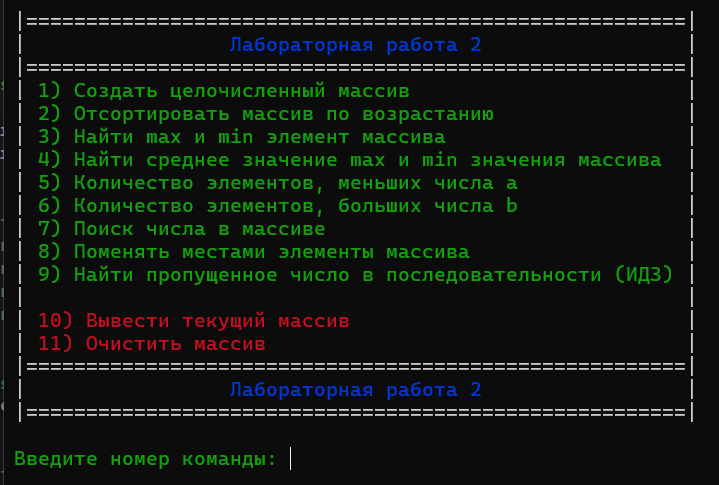 |=======================================================|
| Лабораторная работа 2 |
|=======================================================|
| 1) Создать целочисленный массив |
| 2) Отсортировать массив по возрастанию |
| 3) Найти max и min элемент массива |
| 4) Найти среднее значение max и min значения массива |
| 5) Количество элементов, меньших числа a |
| 6) Количество элементов, больших числа b |
| 7) Поиск числа в массиве |
| 8) Поменять местами элементы массива |
| 9) Найти пропущенное число в последовательности (ИДЗ) |
| |
| 10) Вывести текущий массив |
| 11) Очистить массив |
|=======================================================|
| Лабораторная работа 2 |
|=======================================================|
Введите номер команды: